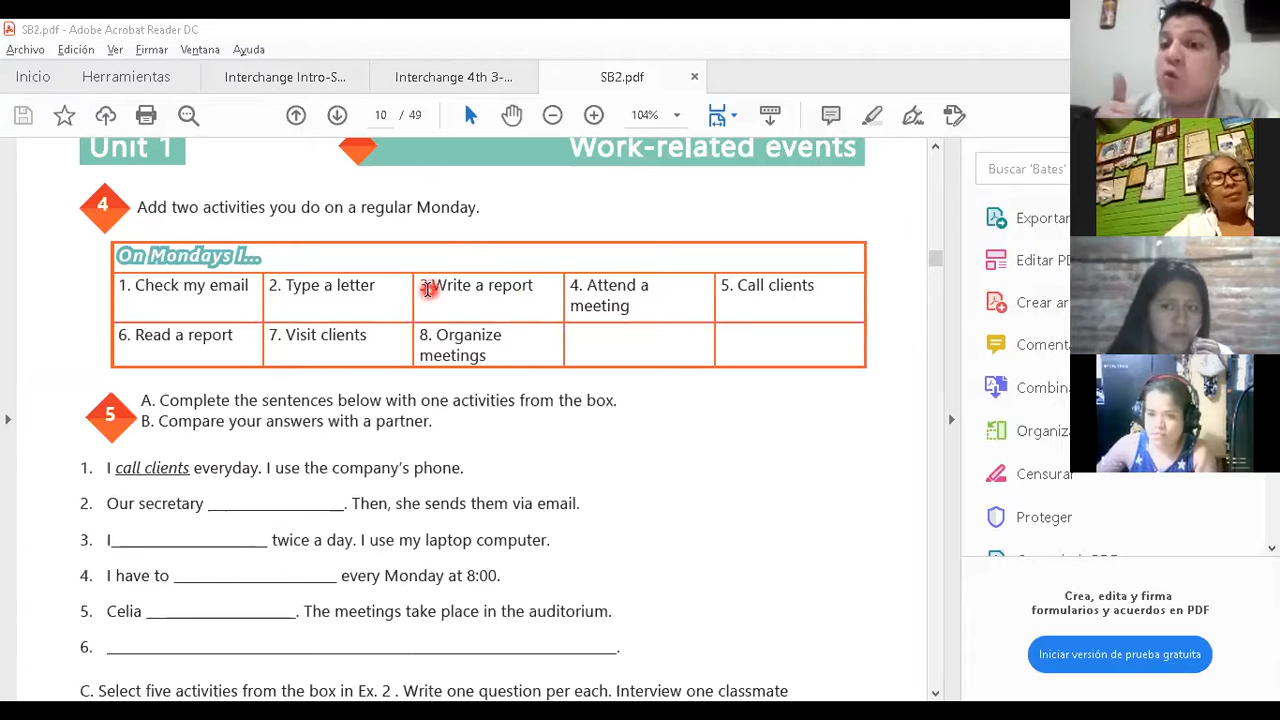 SB2.pdf - Adobe Acrobat Reader DC
Archivo Edición Ver Firmar Ventana Ayuda
Inicio Herramientas Interchange Intro-S... Interchange 4th 3-... SB2.pdf ×
10 / 49 104%
Unit 1 Work-related events
4 Add two activities you do on a regular Monday.
On Mondays I...
1. Check my email 2. Type a letter 3. Write a report 4. Attend a meeting 5. Call clients
6. Read a report 7. Visit clients 8. Organize meetings
5 A. Complete the sentences below with one activities from the box.
B. Compare your answers with a partner.
1. I call clients everyday. I use the company's phone.
2. Our secretary _______________. Then, she sends them via email.
3. I_________________ twice a day. I use my laptop computer.
4. I have to __________________ every Monday at 8:00.
5. Celia ________________. The meetings take place in the auditorium.
6. _________________________________________________________.
C. Select five activities from the box in Ex. 2 . Write one question per each. Interview one classmate
Buscar 'Bates'
Exportar
Editar PD
Crear ar
Coment
Combin
Organiz
Censurar
Proteger
Crea, edita y firma
formularios y acuerdos en PDF
Iniciar versión de prueba gratuita